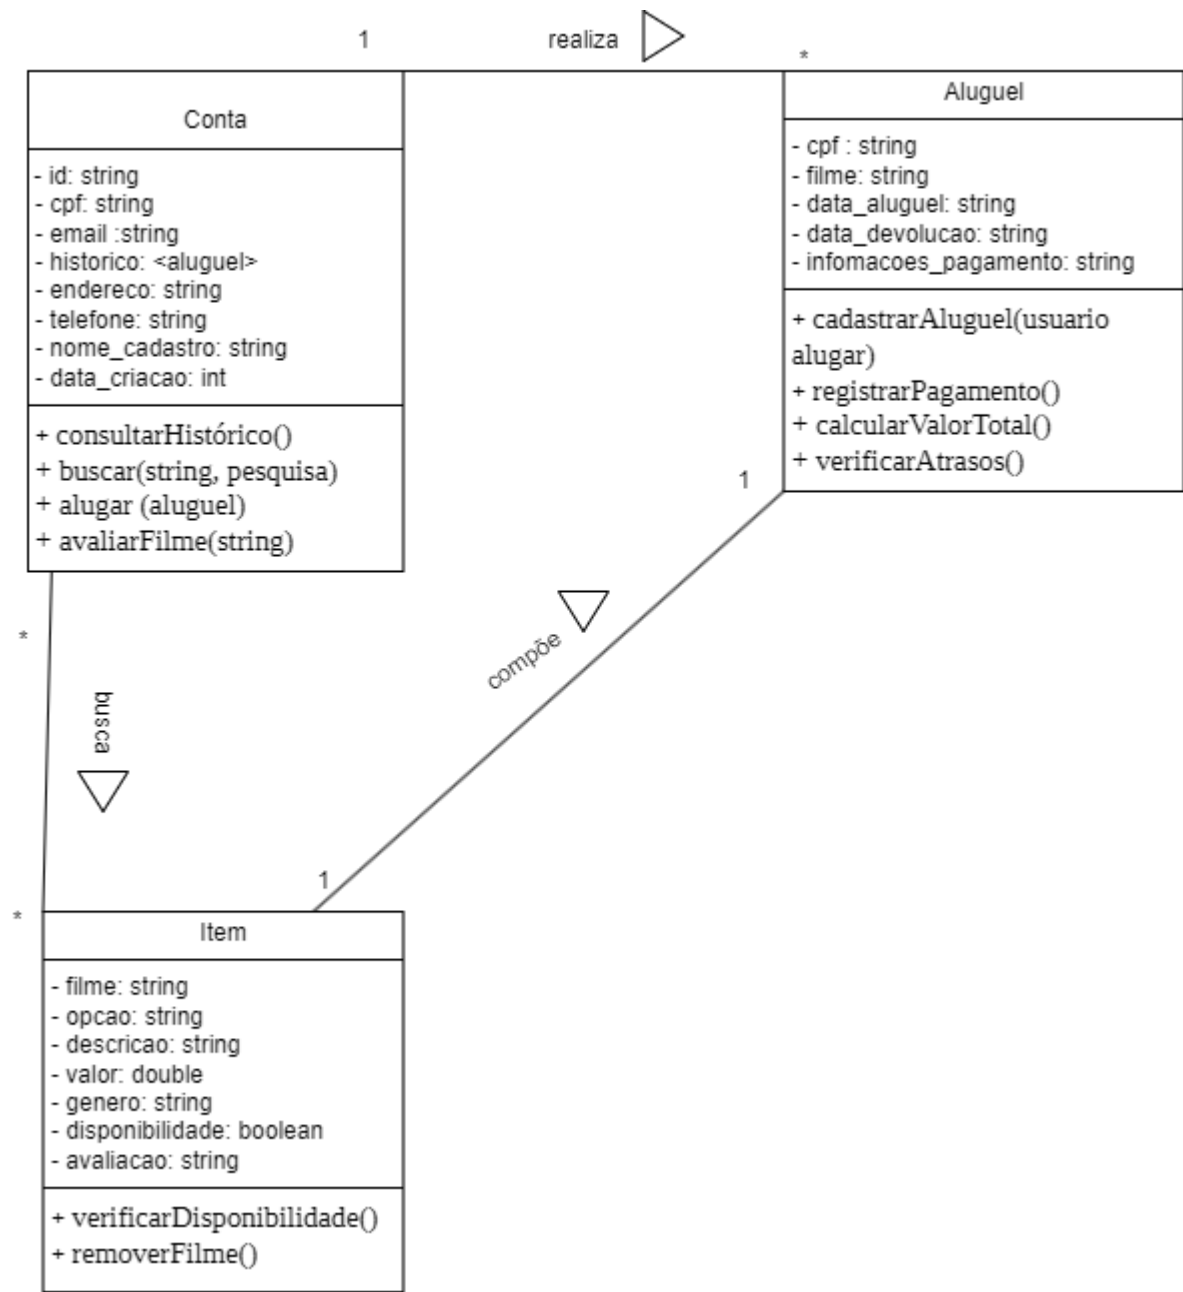 1
realiza
*
Conta
- id: string
- cpf: string
- email :string
- historico: <aluguel>
- endereco: string
- telefone: string
- nome_cadastro: string
- data_criacao: int
+ consultarHistórico()
+ buscar(string, pesquisa)
+ alugar (aluguel)
+ avaliarFilme(string)
Aluguel
- cpf : string
- filme: string
- data_aluguel: string
- data_devolucao: string
- infomacoes_pagamento: string
+ cadastrarAluguel(usuario
alugar)
+ registrarPagamento()
+ calcularValorTotal()
+ verificarAtrasos()
1
*
busca
compõe
1
*
Item
- filme: string
- opcao: string
- descricao: string
- valor: double
- genero: string
- disponibilidade: boolean
- avaliacao: string
+ verificarDisponibilidade()
+ removerFilme()